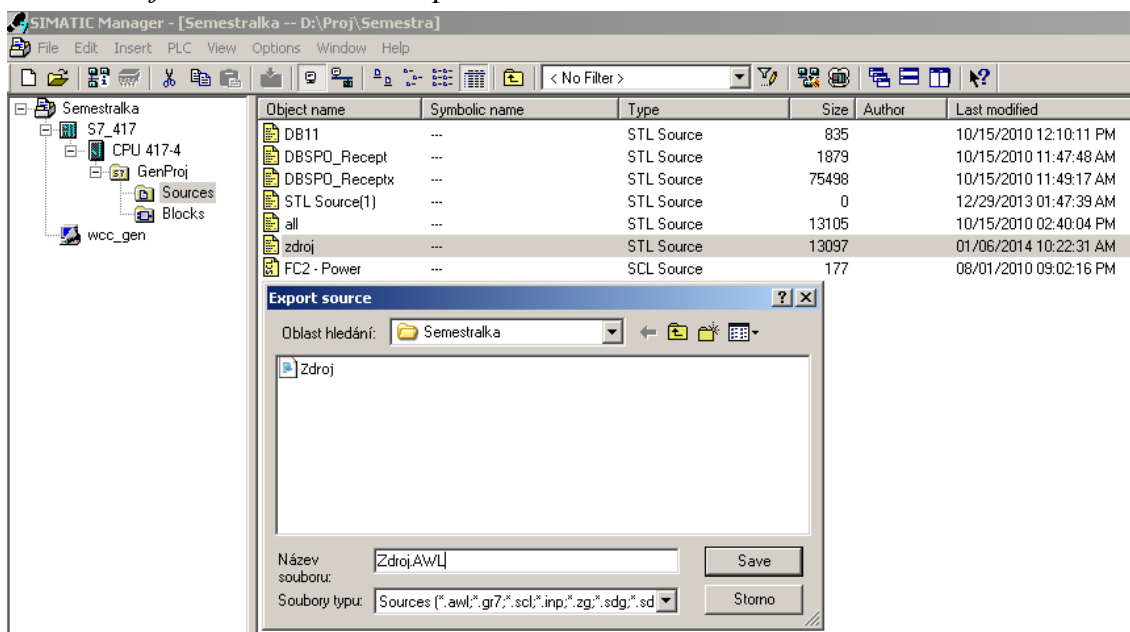 SIMATIC Manager - [Semestralka -- D:\Proj\Semestra]
File Edit Insert PLC View Options Window Help
< No Filter >
Semestralka
S7_417
CPU 417-4
GenProj
Sources
Blocks
wcc_gen
Object name Symbolic name Type Size Author Last modified
DB11 --- STL Source 835 10/15/2010 12:10:11 PM
DBSPO_Recept --- STL Source 1879 10/15/2010 11:47:48 AM
DBSPO_Receptx --- STL Source 75498 10/15/2010 11:49:17 AM
STL Source(1) --- STL Source 0 12/29/2013 01:47:39 AM
all --- STL Source 13105 10/15/2010 02:40:04 PM
zdroj --- STL Source 13097 01/06/2014 10:22:31 AM
FC2 - Power --- SCL Source 177 08/01/2010 09:02:16 PM
Export source
Oblast hledání: Semestralka
Zdroj
Název souboru: Zdroj.AWL Save
Soubory typu: Sources (*.awl;*.gr7;*.scl;*.inp;*.zg;*.sdg;*.sd Storno